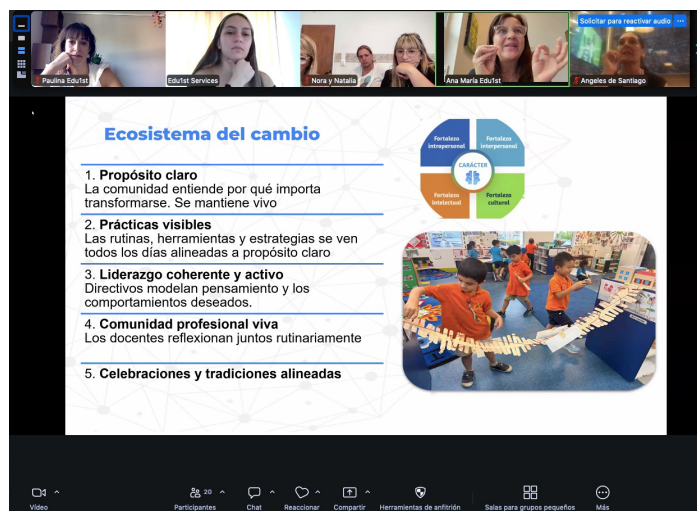 Solicitar para reactivar audio
Paulina Edu1st
Edu1st Services
Nora y Natalia
Ana María Edu1st
Angeles de Santiago
Ecosistema del cambio
1. Propósito claro
La comunidad entiende por qué importa
transformarse. Se mantiene vivo
2. Prácticas visibles
Las rutinas, herramientas y estrategias se ven
todos los días alineadas a propósito claro
3. Liderazgo coherente y activo
Directivos modelan pensamiento y los
comportamientos deseados.
4. Comunidad profesional viva
Los docentes reflexionan juntos rutinariamente
5. Celebraciones y tradiciones alineadas
Fortaleza
intrapersonal
Fortaleza
interpersonal
CARÁCTER
Fortaleza
intelectual
Fortaleza
cultural
Vídeo
20
Participantes
Chat
Reaccionar
Compartir
Herramientas de anfitrión
Salas para grupos pequeños
Más